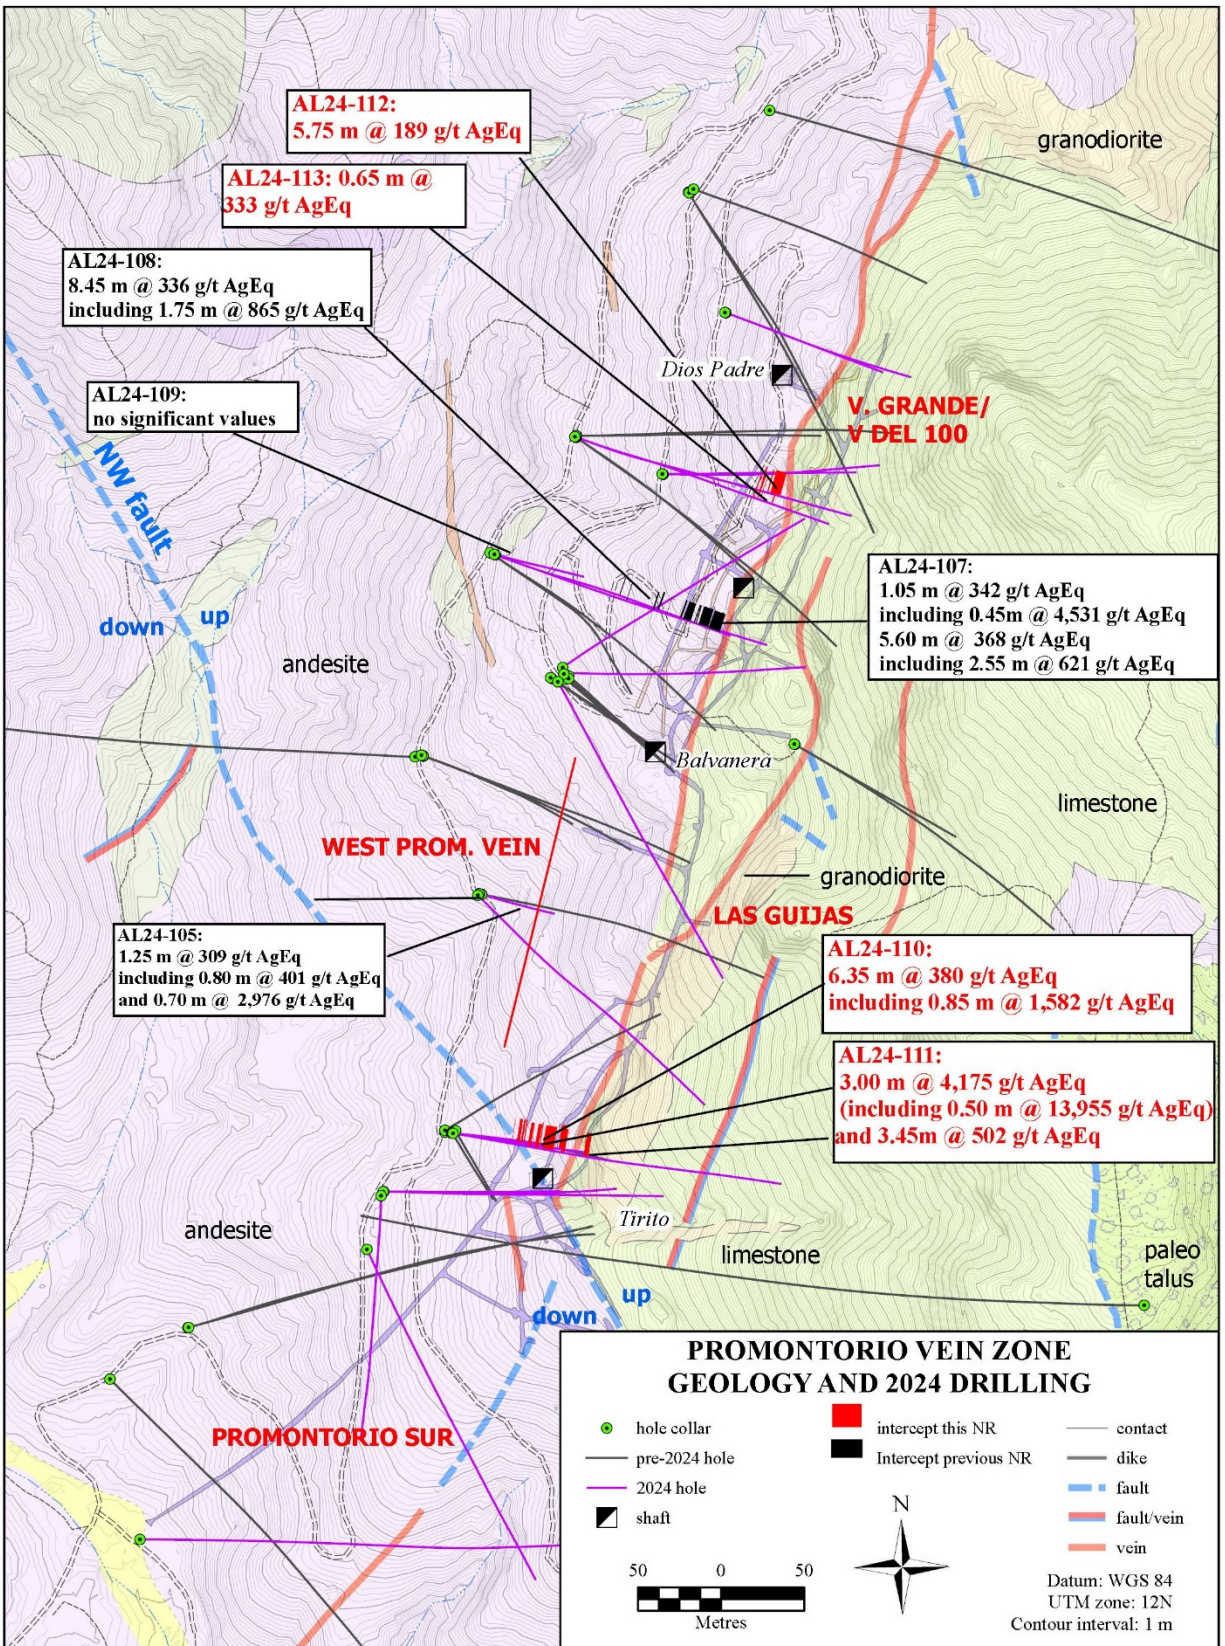 AL24-112:
5.75 m @ 189 g/t AgEq
granodiorite
AL24-113: 0.65 m @
333 g/t AgEq
AL24-108:
8.45 m @ 336 g/t AgEq
including 1.75 m @ 865 g/t AgEq
Dios Padre
AL24-109:
no significant values
V. GRANDE/
V DEL 100
NW fault
AL24-107:
1.05 m @ 342 g/t AgEq
including 0.45m @ 4,531 g/t AgEq
5.60 m @ 368 g/t AgEq
including 2.55 m @ 621 g/t AgEq
down
up
andesite
Balvanera
limestone
WEST PROM. VEIN
granodiorite
LAS GUIJAS
AL24-105:
1.25 m @ 309 g/t AgEq
including 0.80 m @ 401 g/t AgEq
and 0.70 m @ 2,976 g/t AgEq
AL24-110:
6.35 m @ 380 g/t AgEq
including 0.85 m @ 1,582 g/t AgEq
AL24-111:
3.00 m @ 4,175 g/t AgEq
(including 0.50 m @ 13,955 g/t AgEq)
and 3.45m @ 502 g/t AgEq
andesite
Tirito
limestone
paleo
talus
down
up
PROMONTORIO SUR
PROMONTORIO VEIN ZONE
GEOLOGY AND 2024 DRILLING
hole collar
pre-2024 hole
2024 hole
shaft
intercept this NR
Intercept previous NR
contact
dike
fault
fault/vein
vein
N
50 0 50
Metres
Datum: WGS 84
UTM zone: 12N
Contour interval: 1 m